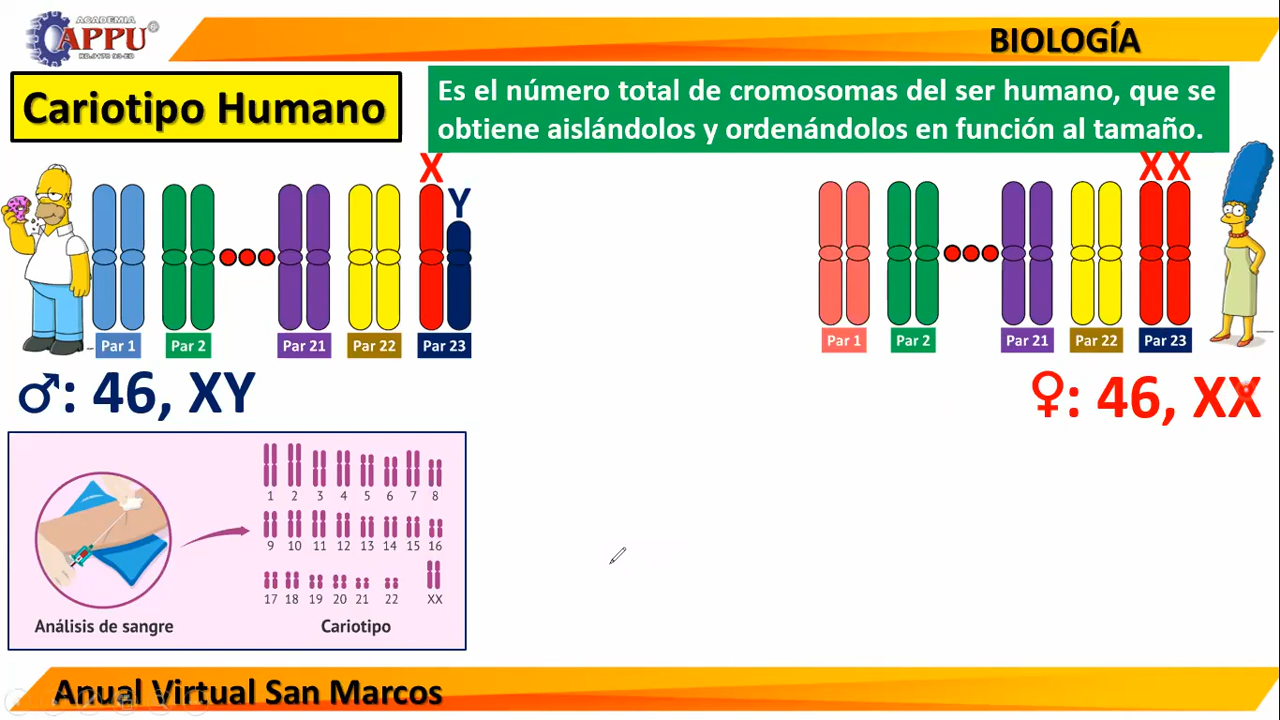 ACADEMIA
APPU
BIOLOGÍA
Cariotipo Humano
Es el número total de cromosomas del ser humano, que se
obtiene aislándolos y ordenándolos en función al tamaño.
X
Y
Par 1 Par 2 Par 21 Par 22 Par 23
♂: 46, XY
XX
Par 1 Par 2 Par 21 Par 22 Par 23
♀: 46, XX
1 2 3 4 5 6 7 8
9 10 11 12 13 14 15 16
17 18 19 20 21 22 XX
Análisis de sangre
Cariotipo
Anual Virtual San Marcos